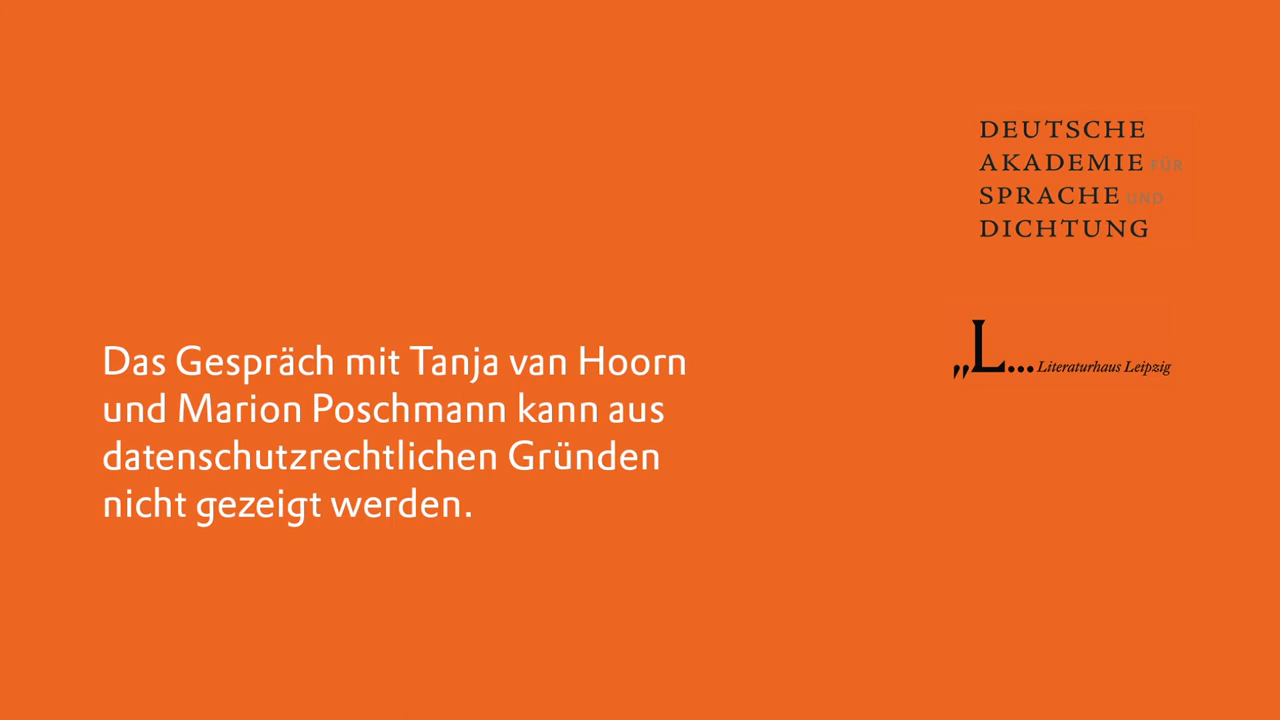 DEUTSCHE
AKADEMIE FÜR
SPRACHE UND
DICHTUNG
„L... Literaturhaus Leipzig
Das Gespräch mit Tanja van Hoorn
und Marion Poschmann kann aus
datenschutzrechtlichen Gründen
nicht gezeigt werden.